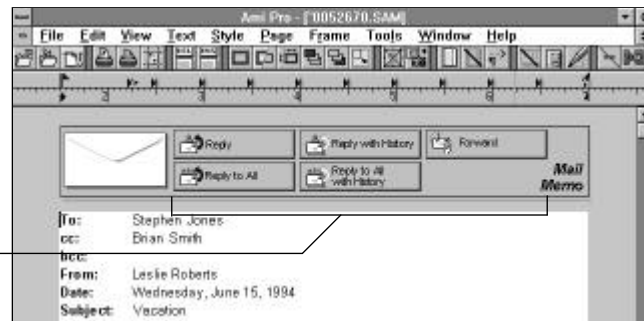 Ami Pro - [10052670.SAM]
File Edit View Text Style Page Frame Tools Window Help
Reply Reply with History Forward
Reply to All Reply to All with History
Mail Memo
To: Stephen Jones
cc: Brian Smith
bcc:
From: Leslie Roberts
Date: Wednesday, June 15, 1994
Subject: Vacation